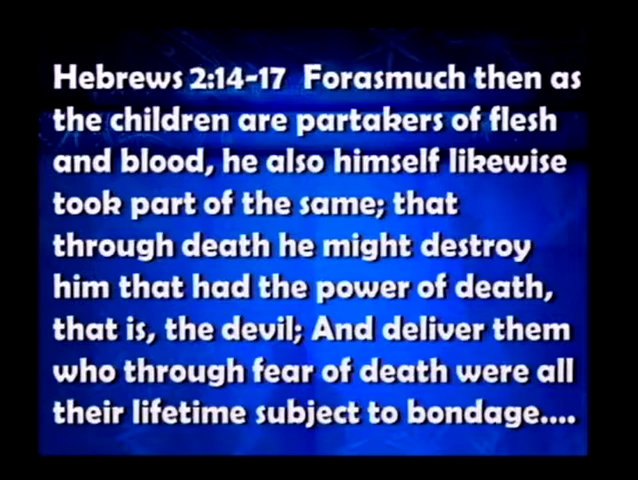 Hebrews 2:14-17  Forasmuch then as
the children are partakers of flesh
and blood, he also himself likewise
took part of the same; that
through death he might destroy
him that had the power of death,
that is, the devil; And deliver them
who through fear of death were all
their lifetime subject to bondage....